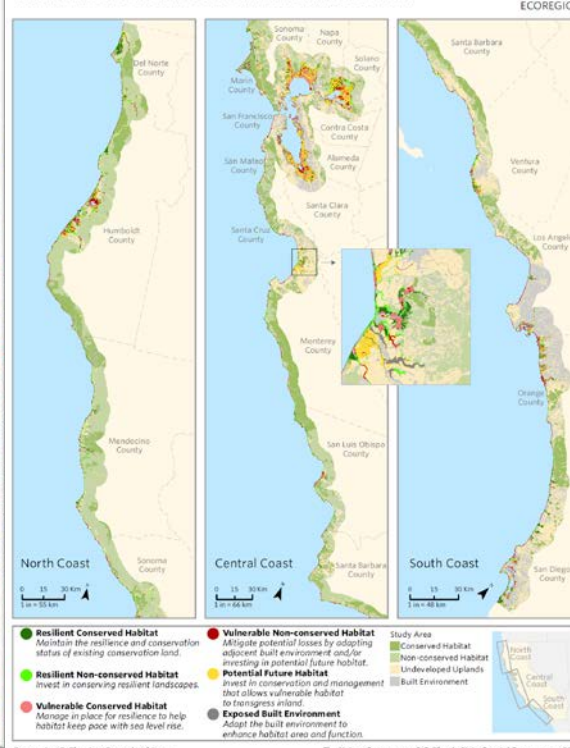 ECOREGIO
Del Norte
County
Humboldt
County
Mendocino
County
Sonoma
County
North Coast
0 15 30 Km
1 in = 55 km
Sonoma
County
Napa
County
Solano
County
Marin
County
San Francisco
County
Contra Costa
County
San Mateo
County
Alameda
County
Santa Clara
County
Santa Cruz
County
Monterey
County
San Luis Obispo
County
Santa Barbara
County
Central Coast
0 15 30 Km
1 in = 66 km
Santa Barbara
County
Ventura
County
Los Angel
County
Orange
County
San Diego
County
South Coast
0 15 30 Km
1 in = 48 km
Resilient Conserved Habitat
Maintain the resilience and conservation
status of existing conservation land.
Resilient Non-conserved Habitat
Invest in conserving resilient landscapes.
Vulnerable Conserved Habitat
Manage in place for resilience to help
habitat keep pace with sea level rise.
Vulnerable Non-conserved Habitat
Mitigate potential losses by adapting
adjacent built environment and/or
investing in potential future habitat.
Potential Future Habitat
Invest in conservation and management
that allows vulnerable habitat
to transgress inland.
Exposed Built Environment
Adapt the built environment to
enhance habitat area and function.
Study Area
Conserved Habitat
Non-conserved Habitat
Undeveloped Uplands
Built Environment
North
Coast
Central
Coast
South
Coast